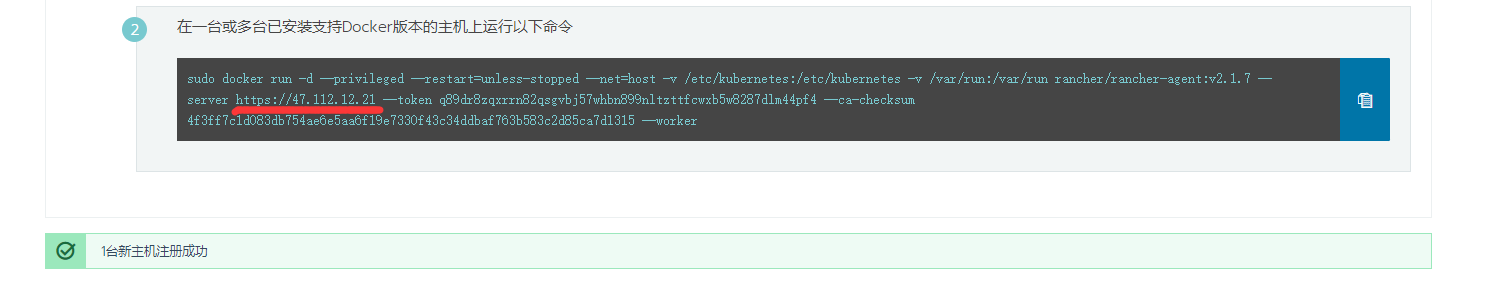 2
在一台或多台已安装支持Docker版本的主机上运行以下命令
sudo docker run -d --privileged --restart=unless-stopped --net=host -v /etc/kubernetes:/etc/kubernetes -v /var/run:/var/run rancher/rancher-agent:v2.1.7 --
server https://47.112.12.21 --token q89dr8zqxrrn82qsgvbj57whbn899nltzttfcwxb5w8287dlm44pf4 --ca-checksum
4f3ff7c1d083db754ae6e5aa6f19e7330f43c34ddbaf763b583c2d85ca7d1315 --worker
1台新主机注册成功